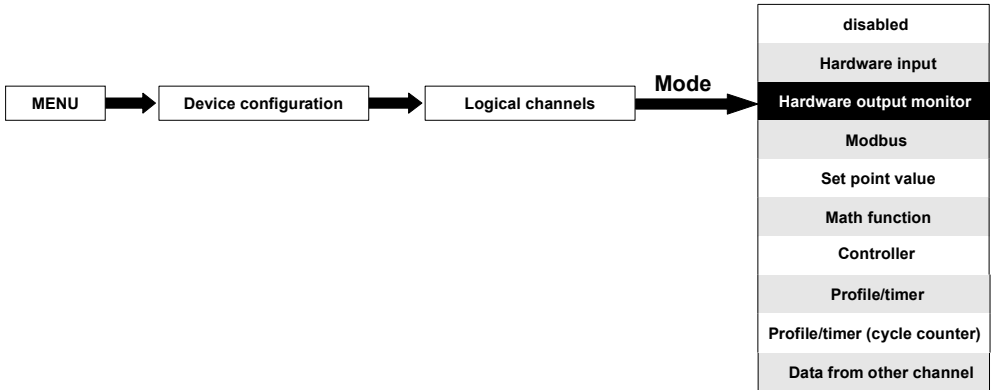 MENU
Device configuration
Logical channels
Mode
disabled
Hardware input
Hardware output monitor
Modbus
Set point value
Math function
Controller
Profile/timer
Profile/timer (cycle counter)
Data from other channel